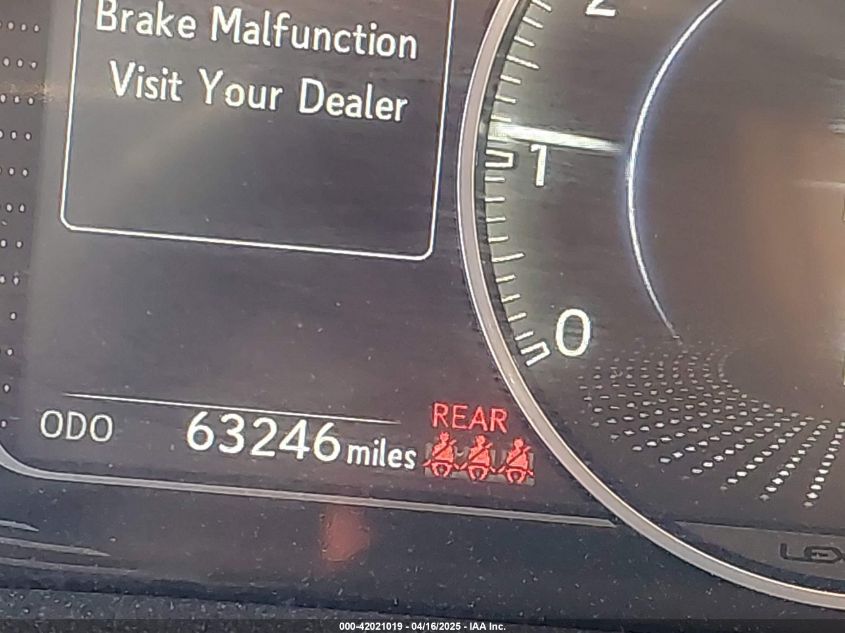 Brake Malfunction
Visit Your Dealer
2
1
0
ODO 63246 miles
REAR
000-42021019 - 04/16/2025 - IAA Inc.